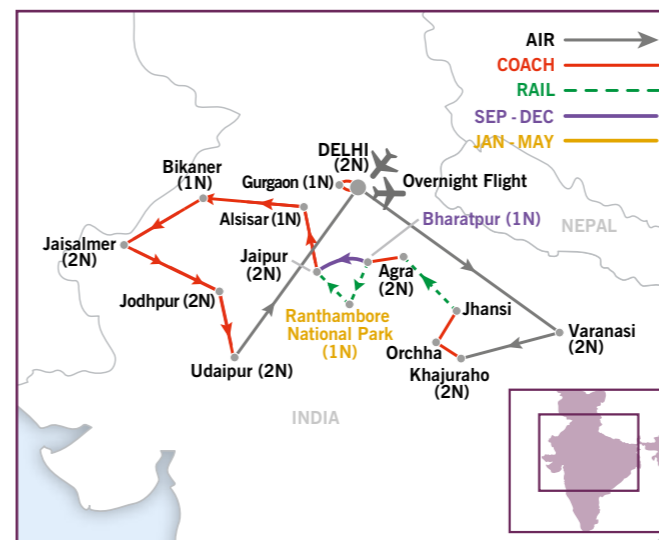 AIR
COACH
RAIL
SEP - DEC
JAN - MAY
DELHI
(2N)
Overnight Flight
Gurgaon (1N)
Bikaner
(1N)
Alsisar (1N)
Bharatpur (1N)
NEPAL
Jaisalmer
(2N)
Jaipur
(2N)
Agra
(2N)
Jodhpur (2N)
Ranthambore
National Park
(1N)
Jhansi
Varanasi
(2N)
Orchha
Khajuraho
(2N)
Udaipur (2N)
INDIA